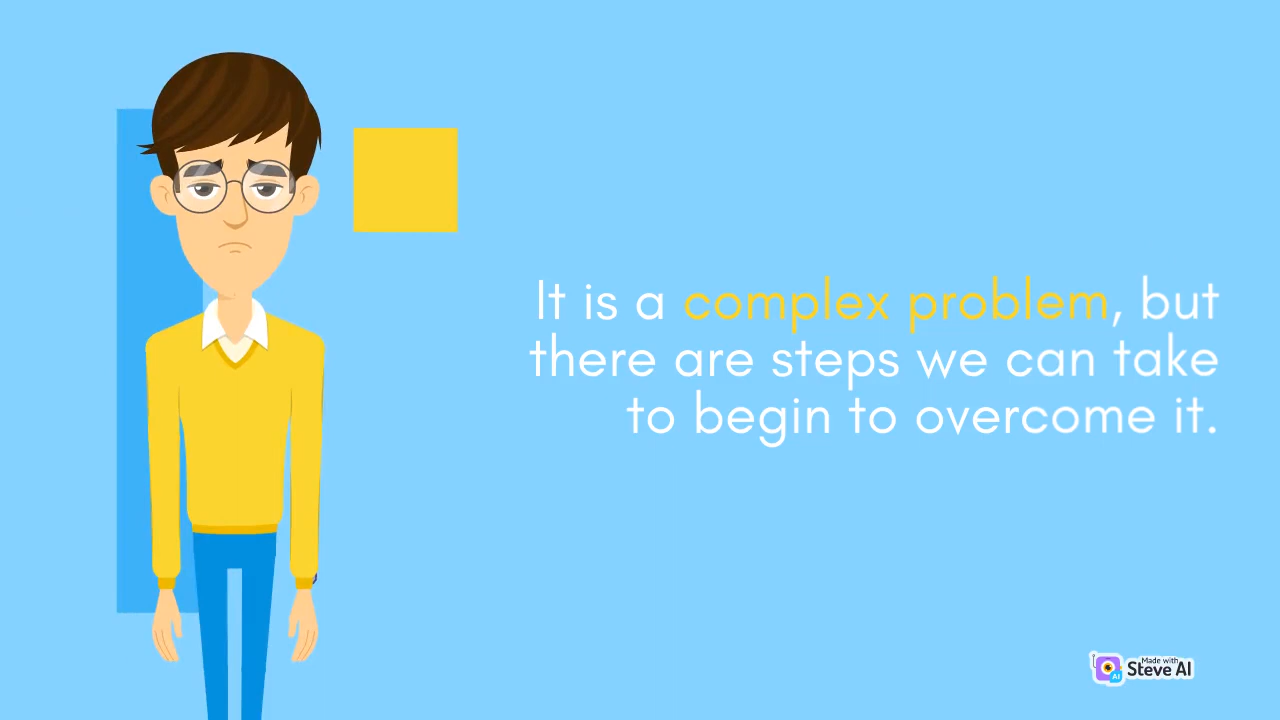 It is a complex problem, but
there are steps we can take
to begin to overcome it.
Made with
Steve AI
AI